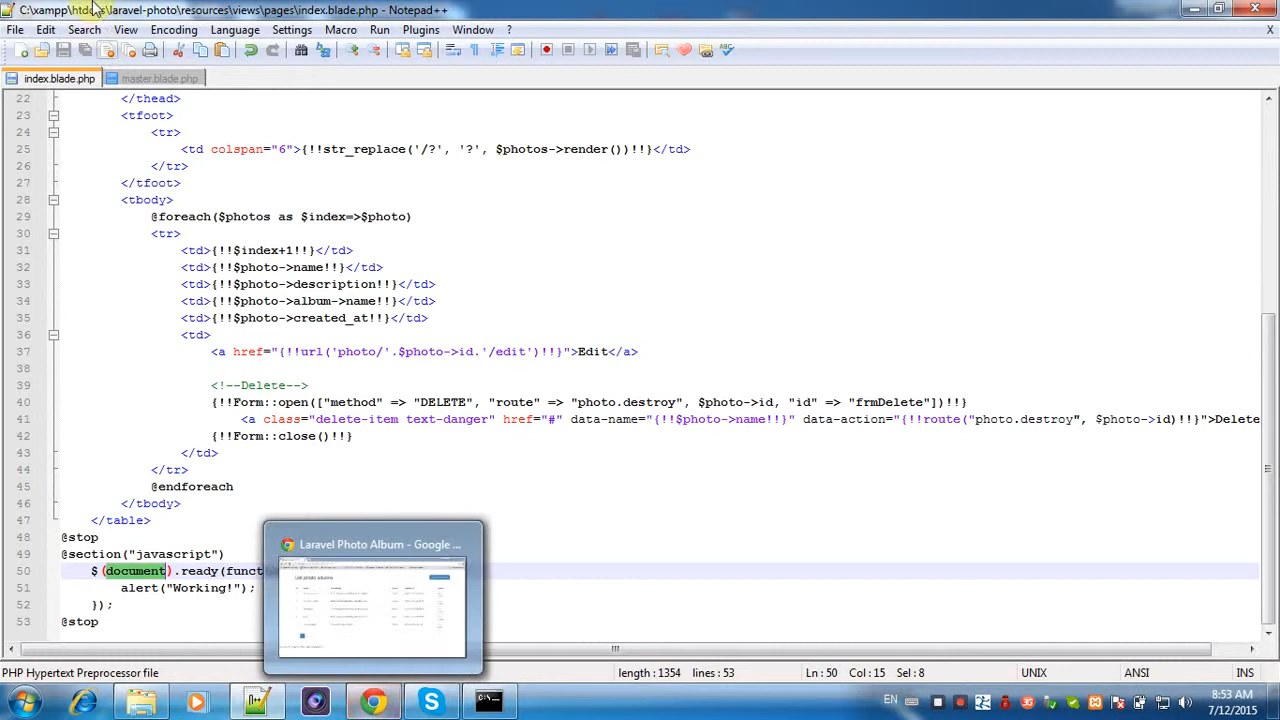 C:\xampp\htdocs\laravel-photo\resources\views\pages\index.blade.php - Notepad++
File Edit Search View Encoding Language Settings Macro Run Plugins Window ? X
index.blade.php master.blade.php
22 </thead>
23 <tfoot>
24 <tr>
25 <td colspan="6">{!!str_replace('/?', '?', $photos->render())!!}</td>
26 </tr>
27 </tfoot>
28 <tbody>
29 @foreach($photos as $index=>$photo)
30 <tr>
31 <td>{!!$index+1!!}</td>
32 <td>{!!$photo->name!!}</td>
33 <td>{!!$photo->description!!}</td>
34 <td>{!!$photo->album->name!!}</td>
35 <td>{!!$photo->created_at!!}</td>
36 <td>
37 <a href="{!!url('photo/'.$photo->id.'/edit')!!}">Edit</a>
38
39 <!--Delete-->
40 {!!Form::open(["method" => "DELETE", "route" => "photo.destroy", $photo->id, "id" => "frmDelete"])!!}
41 <a class="delete-item text-danger" href="#" data-name="{!!$photo->name!!}" data-action="{!!route("photo.destroy", $photo->id)!!}">Delete
42 {!!Form::close()!!}
43 </td>
44 </tr>
45 @endforeach
46 </tbody>
47 </table>
48 @stop
49 @section("javascript")
50 $(document).ready(funct
51 alert("Working!");
52 });
53 @stop
Laravel Photo Album - Google ...
List photo albums
PHP Hypertext Preprocessor file length : 1354 lines : 53 Ln : 50 Col : 15 Sel : 8 UNIX ANSI INS
EN 8:53 AM
7/12/2015